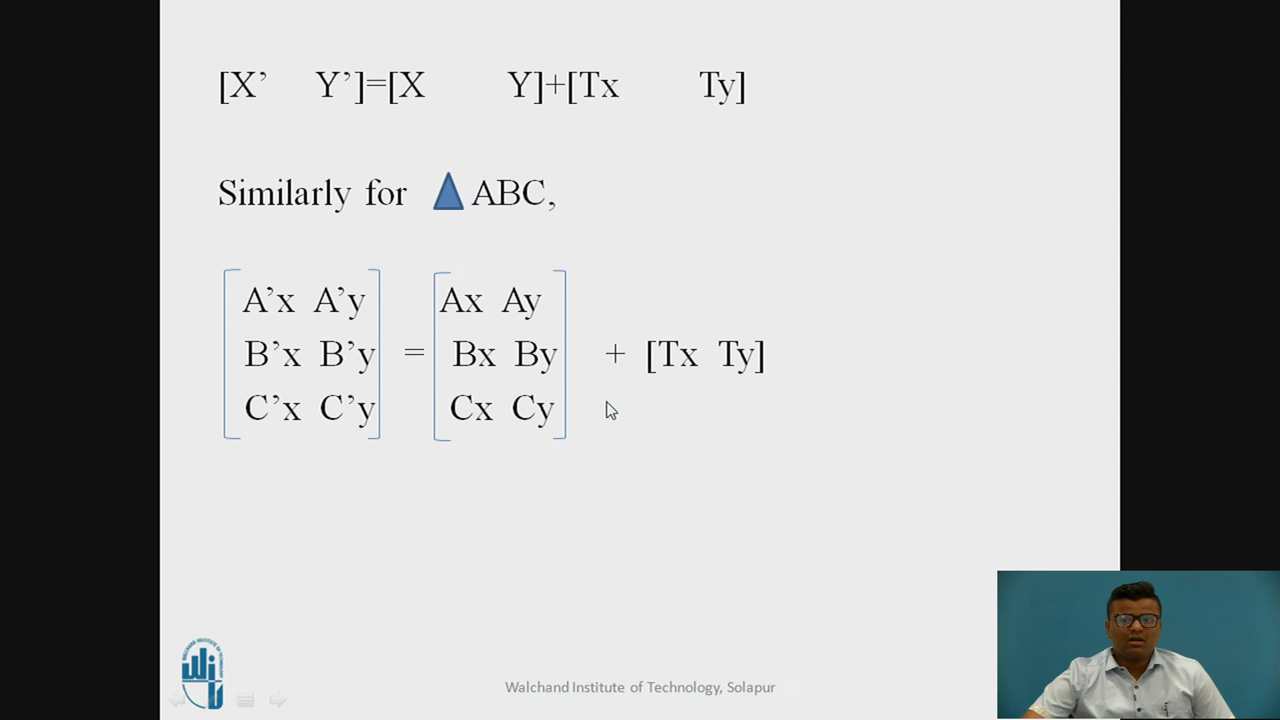 [X’ Y’]=[X Y]+[Tx Ty]
Similarly for ABC,
A’x A’y Ax Ay
B’x B’y = Bx By + [Tx Ty]
C’x C’y Cx Cy
Walchand Institute of Technology, Solapur